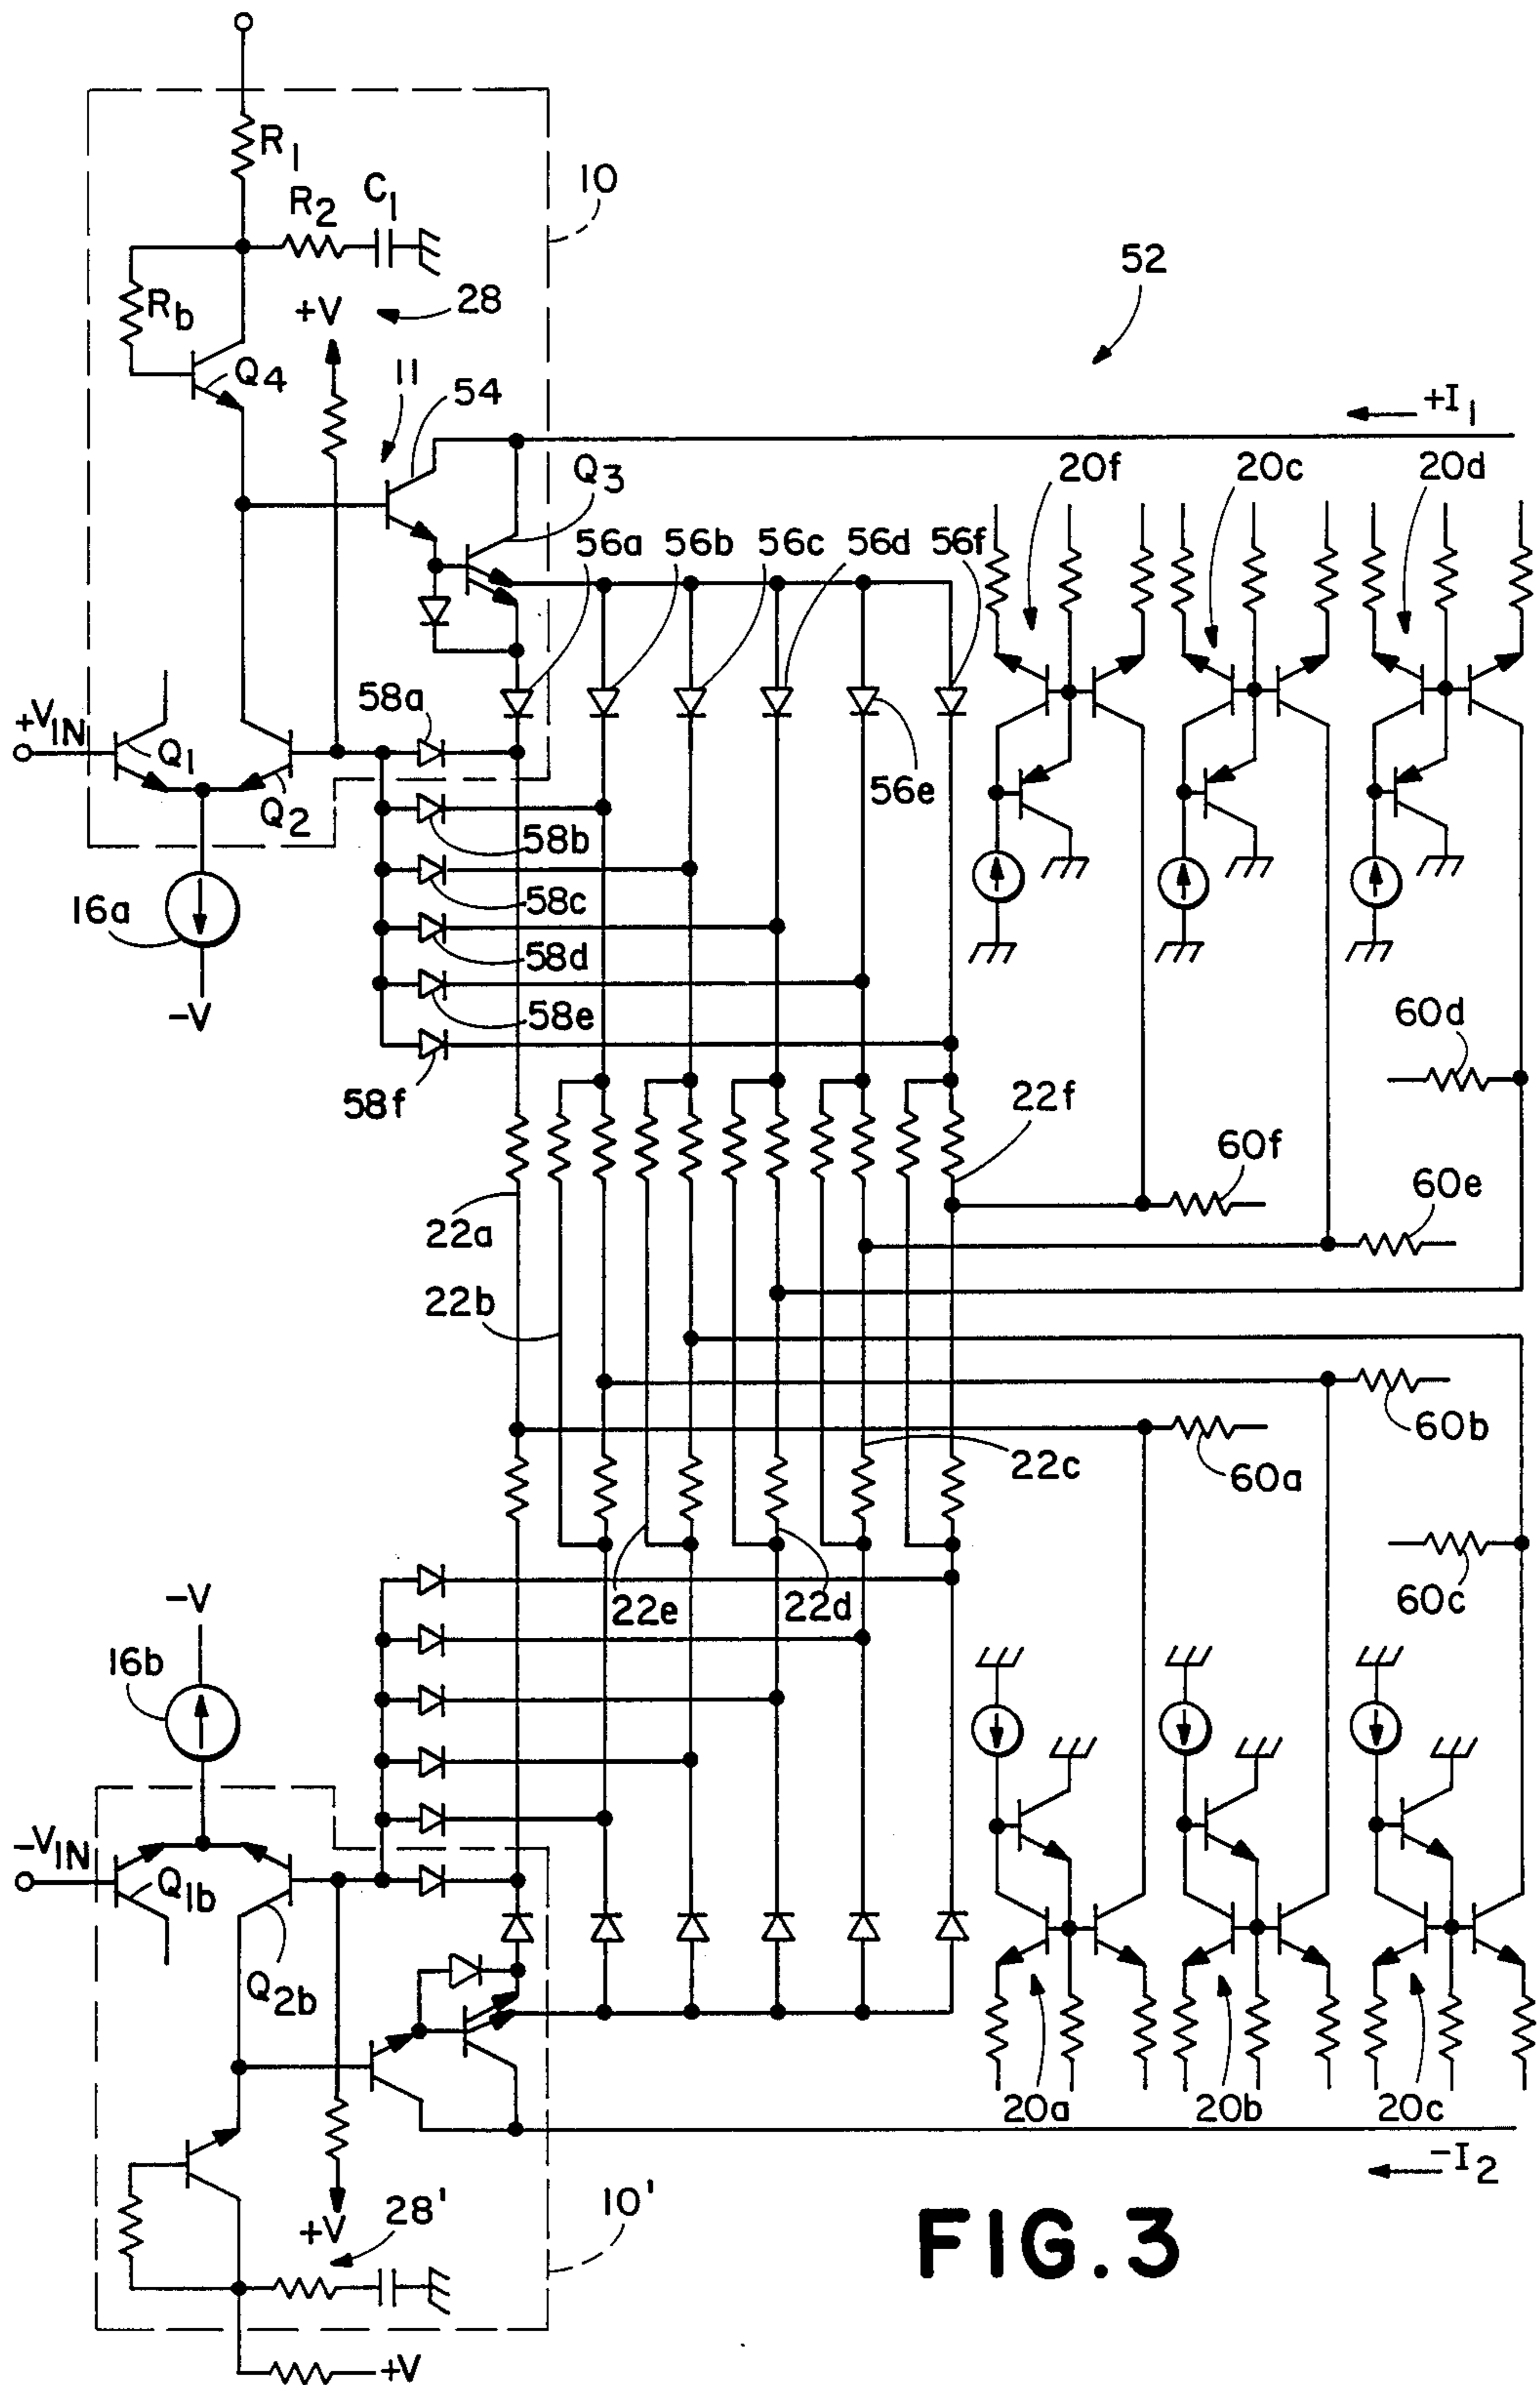 R1
R2
C1
10
Rb
+V
28
52
Q4
11
54
+I1
Q3
20f
20c
20d
56a
56b
56c
56d
56f
58a
+VIN
Q1
Q2
56e
58b
58c
16a
58d
58e
-V
58f
60d
22f
60f
60e
22a
22b
60b
22c
60a
60c
22e
22d
-V
16b
-VIN
Q1b
Q2b
20a
20b
20c
-I2
28'
10'
+V
FIG.3
+V